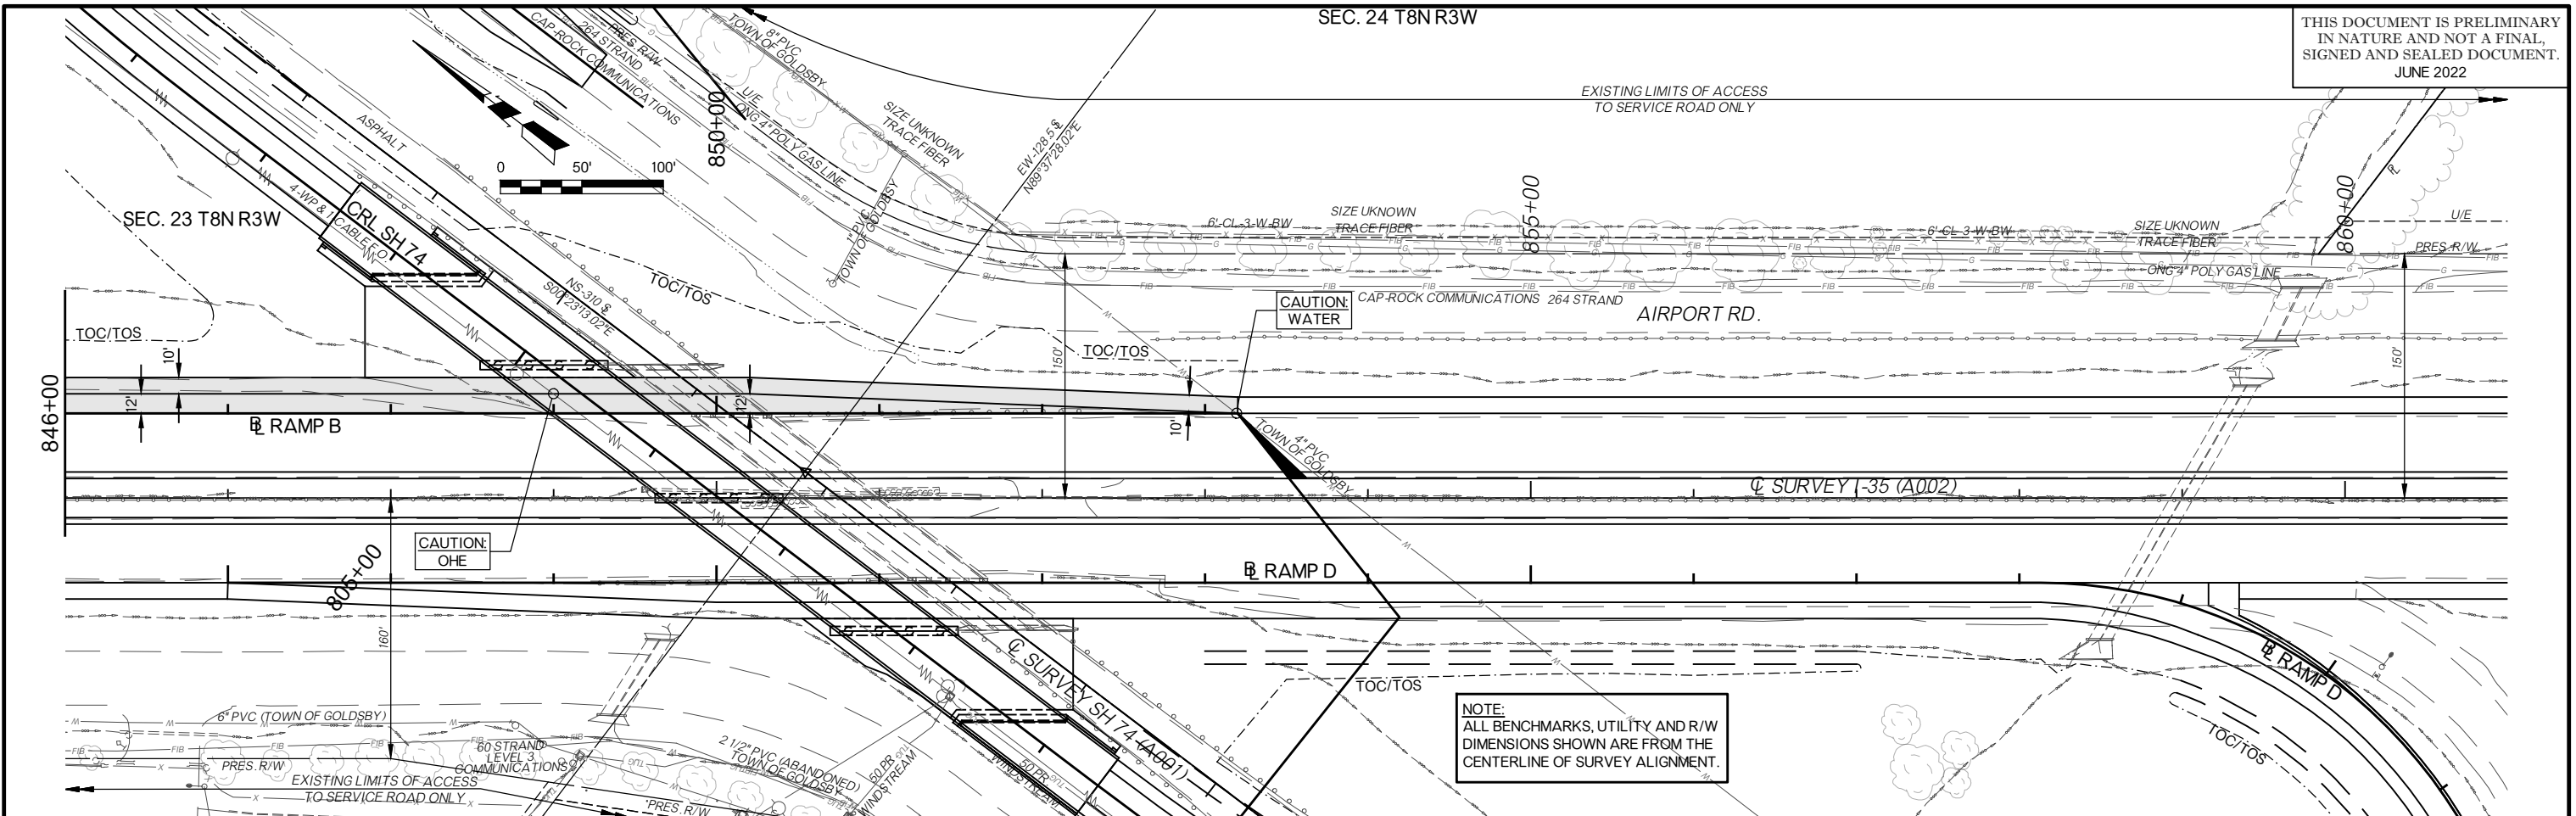 SEC. 24 T8N R3W
THIS DOCUMENT IS PRELIMINARY
IN NATURE AND NOT A FINAL,
SIGNED AND SEALED DOCUMENT.
JUNE 2022
PRES. R/W
264 STRAND
CAP-ROCK COMMUNICATIONS
8" PVC
TOWN OF GOLDSBY
EXISTING LIMITS OF ACCESS
TO SERVICE ROAD ONLY
ASPHALT
850+00
U/E
ONG 4" POLY GAS LINE
SIZE UNKNOWN
TRACE FIBER
EW-128.5
N89°37'28.02"E
0 50' 100'
SEC. 23 T8N R3W
4-WP & 1 CABLE F.O.
CRL SH 74
1" PVC
TOWN OF GOLDSBY
6'-CL-3-W-BW
SIZE UKNOWN
TRACE FIBER
855+00
6'-CL-3-W-BW
SIZE UKNOWN
TRACE FIBER
860+00
U/E
PRES. R/W
ONG 4" POLY GAS LINE
TOC/TOS
NS-310
S00°23'13.02"E
CAUTION:
WATER
CAP-ROCK COMMUNICATIONS 264 STRAND
AIRPORT RD.
TOC/TOS
10'
12'
846+00
TOC/TOS
150'
150'
12'
10'
BL RAMP B
4" PVC
TOWN OF GOLDSBY
CL SURVEY I-35 (A002)
CAUTION:
OHE
805+00
160'
BL RAMP D
CL SURVEY SH 74 (A001)
BL RAMP D
TOC/TOS
TOC/TOS
NOTE:
ALL BENCHMARKS, UTILITY AND R/W
DIMENSIONS SHOWN ARE FROM THE
CENTERLINE OF SURVEY ALIGNMENT.
6" PVC (TOWN OF GOLDSBY)
60 STRAND
LEVEL 3
COMMUNICATIONS
2 1/2" PVC (ABANDONED)
TOWN OF GOLDSBY
50 PR
WINDSTREAM
50 PR
WINDSTREAM
PRES. R/W
EXISTING LIMITS OF ACCESS
TO SERVICE ROAD ONLY
PRES. R/W